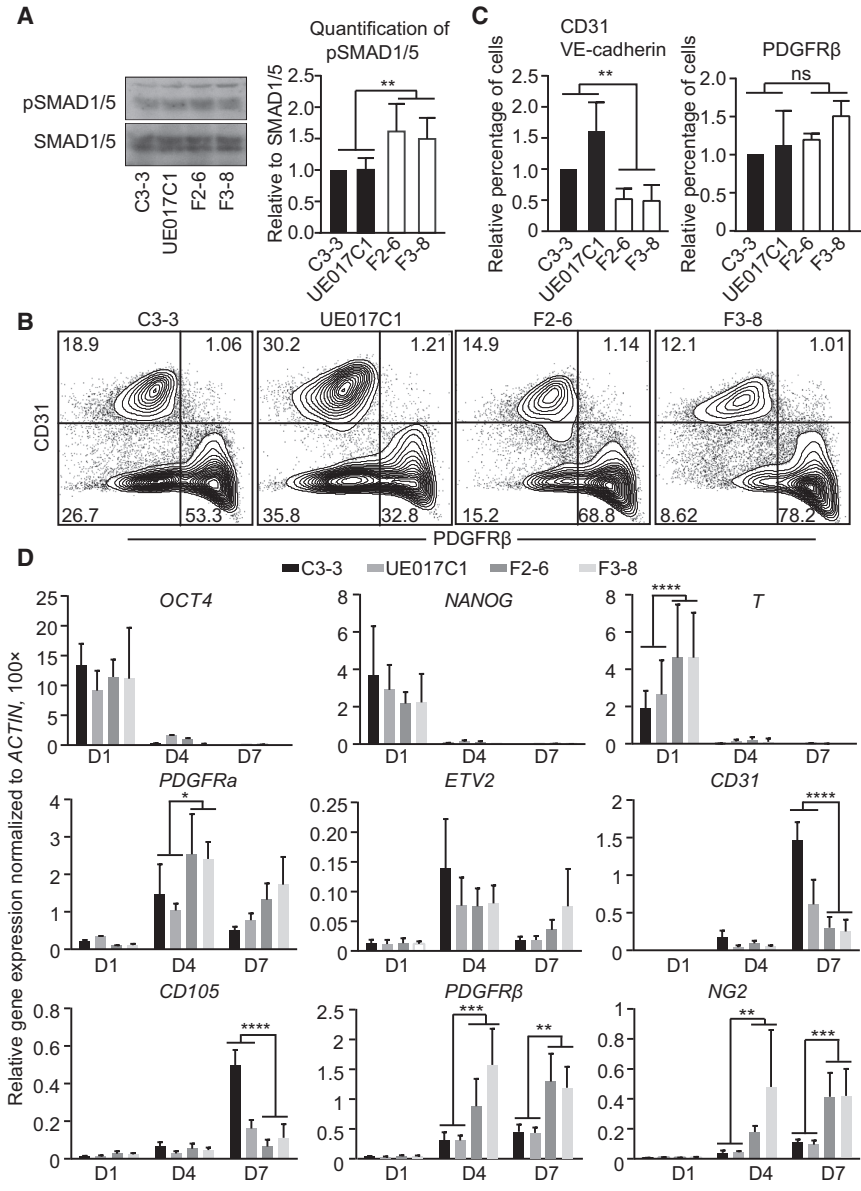 A
pSMAD1/5
SMAD1/5
C3-3
UE017C1
F2-6
F3-8
Quantification of
pSMAD1/5
Relative to SMAD1/5
2.5
2.0
1.5
1.0
0.5
0.0
**
C3-3
UE017C1
F2-6
F3-8
C
CD31
VE-cadherin
Relative percentage of cells
2.5
2.0
1.5
1.0
0.5
0
**
C3-3
UE017C1
F2-6
F3-8
PDGFRβ
Relative percentage of cells
2.0
1.5
1.0
0.5
0
ns
C3-3
UE017C1
F2-6
F3-8
B
CD31
C3-3
18.9 1.06
26.7 53.3
UE017C1
30.2 1.21
35.8 32.8
F2-6
14.9 1.14
15.2 68.8
F3-8
12.1 1.01
8.62 78.2
PDGFRβ
D
C3-3 UE017C1 F2-6 F3-8
Relative gene expression normalized to ACTIN, 100×
OCT4
25
20
15
10
5
0
D1 D4 D7
NANOG
8
6
4
2
0
D1 D4 D7
T
8
6
4
2
0
****
D1 D4 D7
PDGFRa
4
3
2
1
0
*
D1 D4 D7
ETV2
0.25
0.20
0.15
0.10
0.05
0
D1 D4 D7
CD31
2
1.5
1
0.5
0
****
D1 D4 D7
CD105
0.8
0.6
0.4
0.2
0
****
D1 D4 D7
PDGFRβ
2.5
2.0
1.5
1.0
0.5
0
***
**
D1 D4 D7
NG2
1.0
0.8
0.6
0.4
0.2
0
**
***
D1 D4 D7